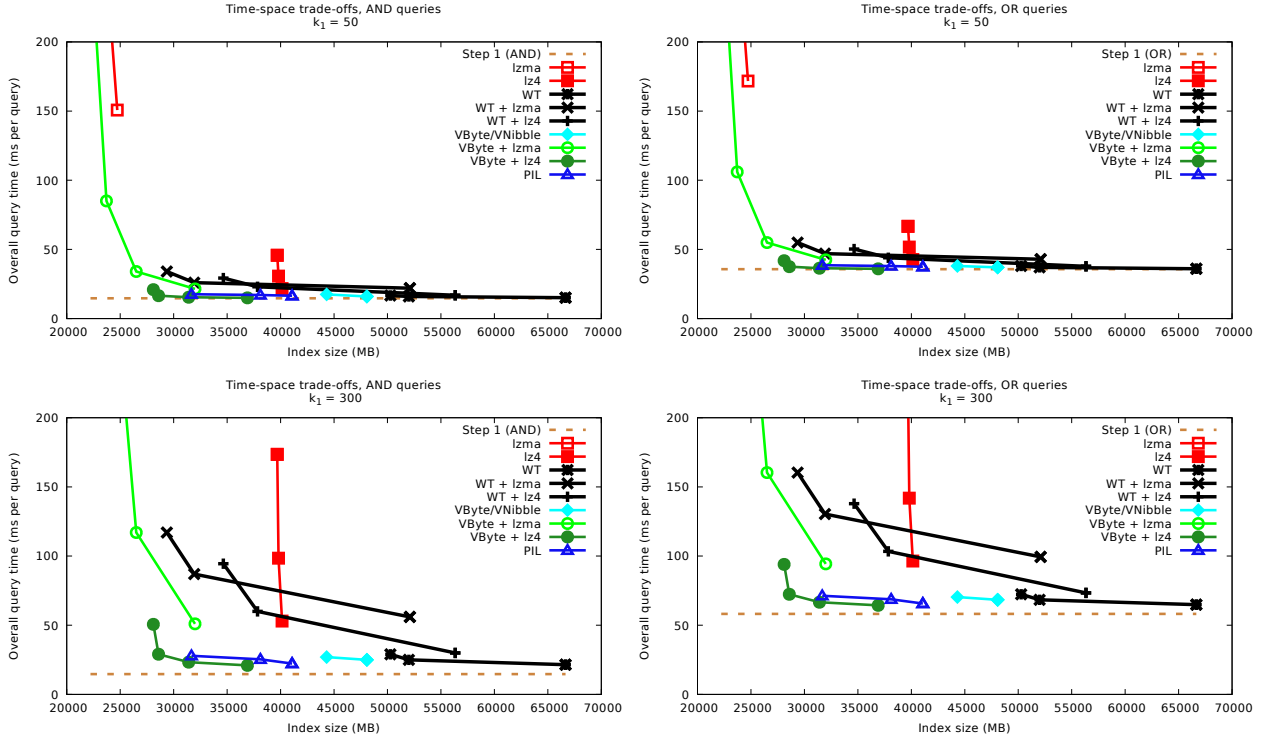 Time-space trade-offs, AND queries
k1 = 50
Overall query time (ms per query)
200
150
100
50
0
Step 1 (AND)
lzma
lz4
WT
WT + lzma
WT + lz4
VByte/VNibble
VByte + lzma
VByte + lz4
PIL
20000 25000 30000 35000 40000 45000 50000 55000 60000 65000 70000
Index size (MB)
Time-space trade-offs, OR queries
k1 = 50
Overall query time (ms per query)
200
150
100
50
0
Step 1 (OR)
lzma
lz4
WT
WT + lzma
WT + lz4
VByte/VNibble
VByte + lzma
VByte + lz4
PIL
20000 25000 30000 35000 40000 45000 50000 55000 60000 65000 70000
Index size (MB)
Time-space trade-offs, AND queries
k1 = 300
Overall query time (ms per query)
200
150
100
50
0
Step 1 (AND)
lzma
lz4
WT
WT + lzma
WT + lz4
VByte/VNibble
VByte + lzma
VByte + lz4
PIL
20000 25000 30000 35000 40000 45000 50000 55000 60000 65000 70000
Index size (MB)
Time-space trade-offs, OR queries
k1 = 300
Overall query time (ms per query)
200
150
100
50
0
Step 1 (OR)
lzma
lz4
WT
WT + lzma
WT + lz4
VByte/VNibble
VByte + lzma
VByte + lz4
PIL
20000 25000 30000 35000 40000 45000 50000 55000 60000 65000 70000
Index size (MB)